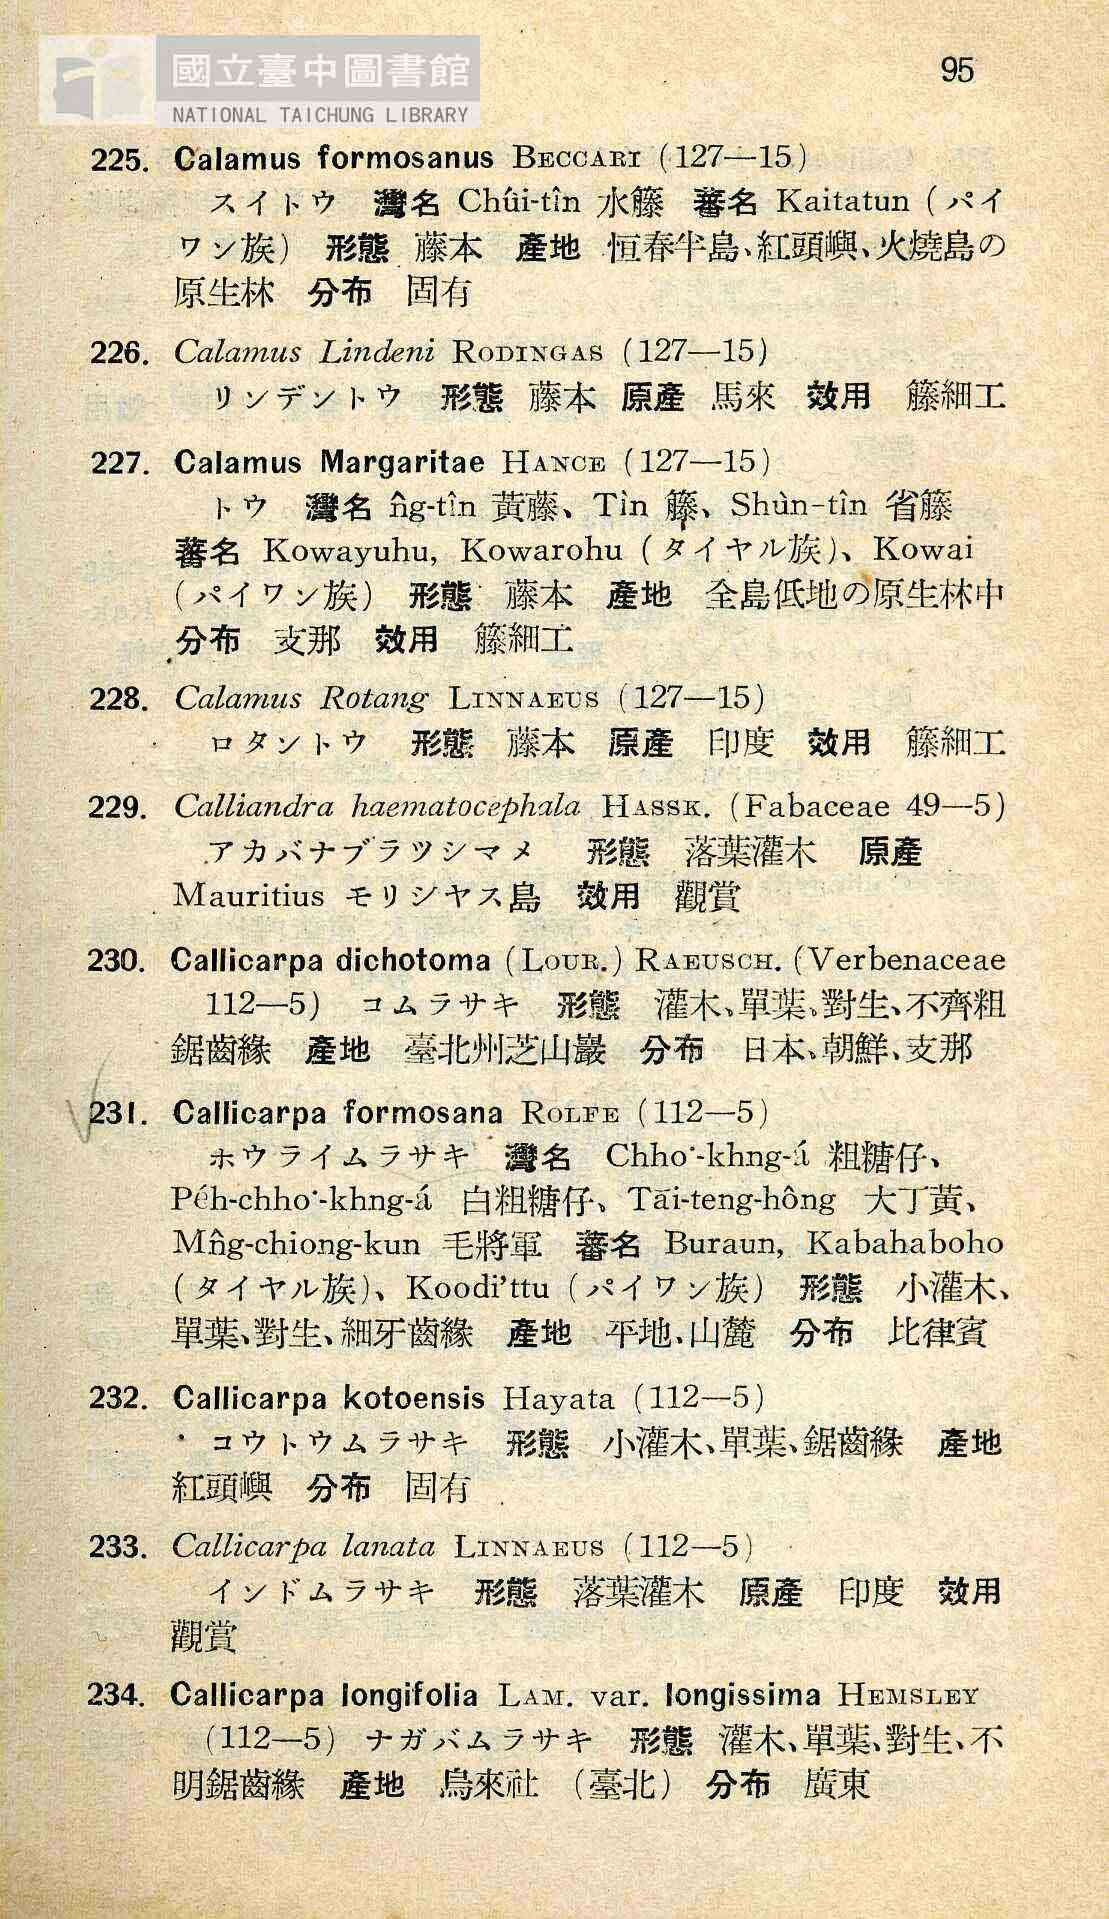 國立臺中圖書館
NATIONAL TAICHUNG LIBRARY
95
225. Calamus formosanus BECCARI (127—15)
スイトウ 灣名 Chúi-tîn 水籐 蕃名 Kaitatun (パイ
ワン族) 形態 藤本 產地 恒春半島、紅頭嶼、火燒島の
原生林 分布 固有
226. Calamus Lindeni RODINGAS (127—15)
リンデントウ 形態 藤本 原產 馬來 效用 籐細工
227. Calamus Margaritae HANCE (127—15)
トウ 灣名 n̂g-tîn 黃藤、Tîn 籐、Shùn-tîn 省籐
蕃名 Kowayuhu, Kowarohu (タイヤル族)、Kowai
(パイワン族) 形態 藤本 產地 全島低地の原生林中
分布 支那 效用 籐細工
228. Calamus Rotang LINNAEUS (127—15)
ロタントウ 形態 藤本 原產 印度 效用 籐細工
229. Calliandra haematocephala HASSK. (Fabaceae 49—5)
アカバナブラツシマメ 形態 落葉灌木 原產
Mauritius モリシヤス島 效用 觀賞
230. Callicarpa dichotoma (LOUR.) RAEUSCH. (Verbenaceae
112—5) コムラサキ 形態 灌木、單葉、對生、不齊粗
鋸齒緣 產地 臺北州芝山巖 分布 日本、朝鮮、支那
231. Callicarpa formosana ROLFE (112—5)
ホウライムラサキ 灣名 Chho͘-khng-á 粗糖仔、
Péh-chho͘-khng-á 白粗糖仔、Tāi-teng-hông 大丁黃、
Mn̂g-chiong-kun 毛將軍 蕃名 Buraun, Kabahaboho
(タイヤル族)、Koodi'ttu (パイワン族) 形態 小灌木、
單葉、對生、細牙齒緣 產地 平地、山麓 分布 比律賓
232. Callicarpa kotoensis Hayata (112—5)
コウトウムラサキ 形態 小灌木、單葉、鋸齒緣 產地
紅頭嶼 分布 固有
233. Callicarpa lanata LINNAEUS (112—5)
インドムラサキ 形態 落葉灌木 原產 印度 效用
觀賞
234. Callicarpa longifolia LAM. var. longissima HEMSLEY
(112—5) ナガバムラサキ 形態 灌木、單葉、對生、不
明鋸齒緣 產地 烏來社 (臺北) 分布 廣東